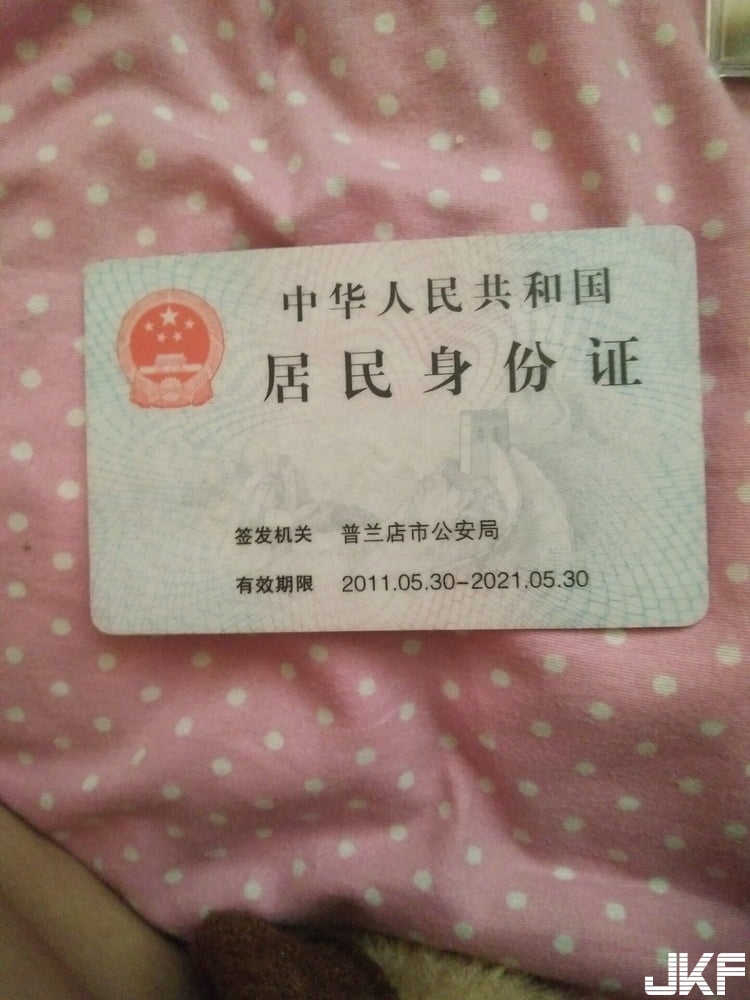 中华人民共和国
居民身份证
签发机关 普兰店市公安局
有效期限 2011.05.30-2021.05.30
JKF